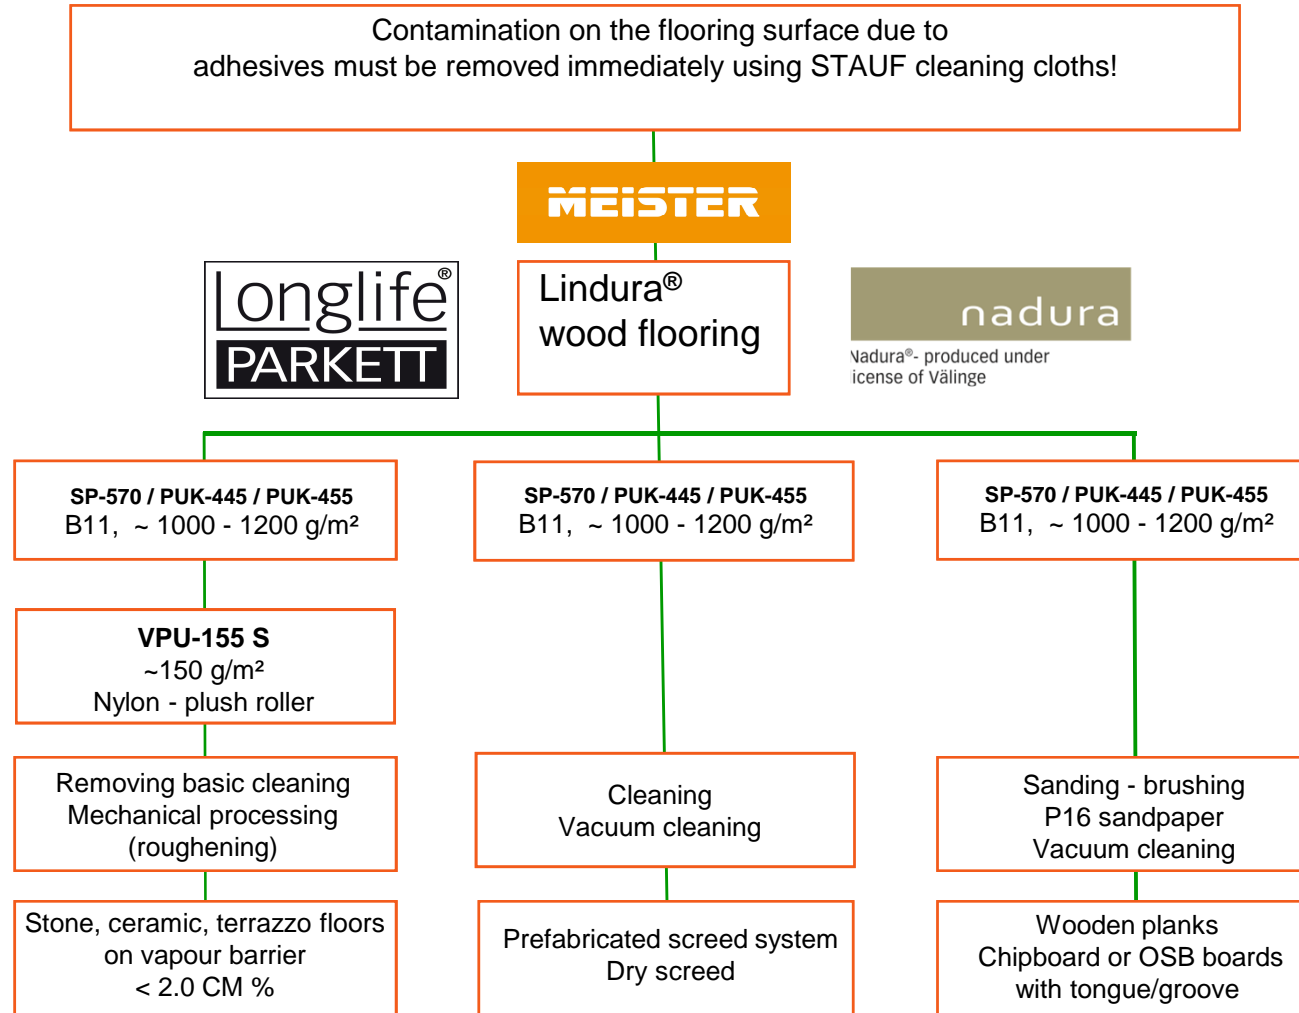 Contamination on the flooring surface due to
adhesives must be removed immediately using STAUF cleaning cloths!
MEISTER
Longlife®
PARKETT
Lindura®
wood flooring
nadura
Nadura®- produced under
icense of Välinge
SP-570 / PUK-445 / PUK-455
B11, ~ 1000 - 1200 g/m²
SP-570 / PUK-445 / PUK-455
B11, ~ 1000 - 1200 g/m²
SP-570 / PUK-445 / PUK-455
B11, ~ 1000 - 1200 g/m²
VPU-155 S
~150 g/m²
Nylon - plush roller
Removing basic cleaning
Mechanical processing
(roughening)
Cleaning
Vacuum cleaning
Sanding - brushing
P16 sandpaper
Vacuum cleaning
Stone, ceramic, terrazzo floors
on vapour barrier
< 2.0 CM %
Prefabricated screed system
Dry screed
Wooden planks
Chipboard or OSB boards
with tongue/groove